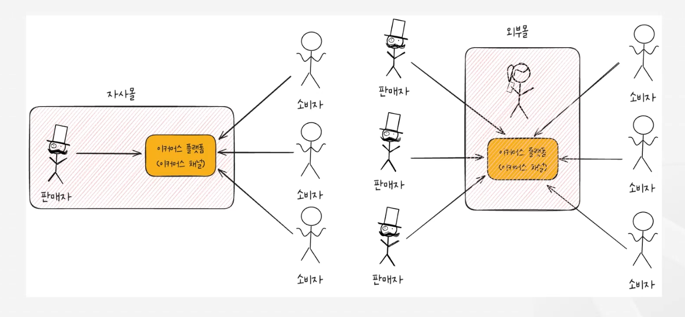 자사몰
판매자
이커머스 플랫폼
(이커머스 채널)
소비자
소비자
소비자
외부몰
판매자
판매자
판매자
이커머스 플랫폼
(이커머스 채널)
소비자
소비자
소비자